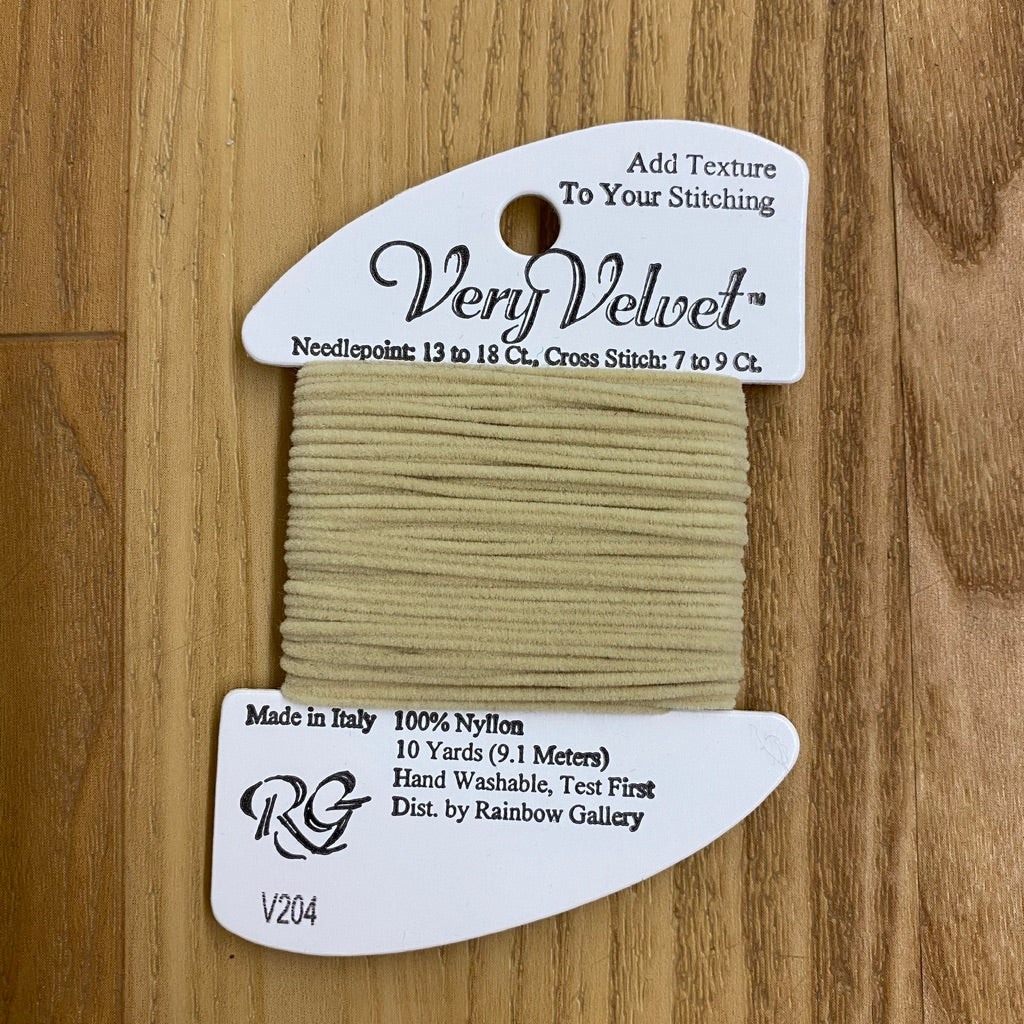 Add Texture
To Your Stitching
Very Velvet™
Needlepoint: 13 to 18 Ct., Cross Stitch: 7 to 9 Ct.
Made in Italy 100% Nyllon
10 Yards (9.1 Meters)
Hand Washable, Test First
Dist. by Rainbow Gallery
RG
V204